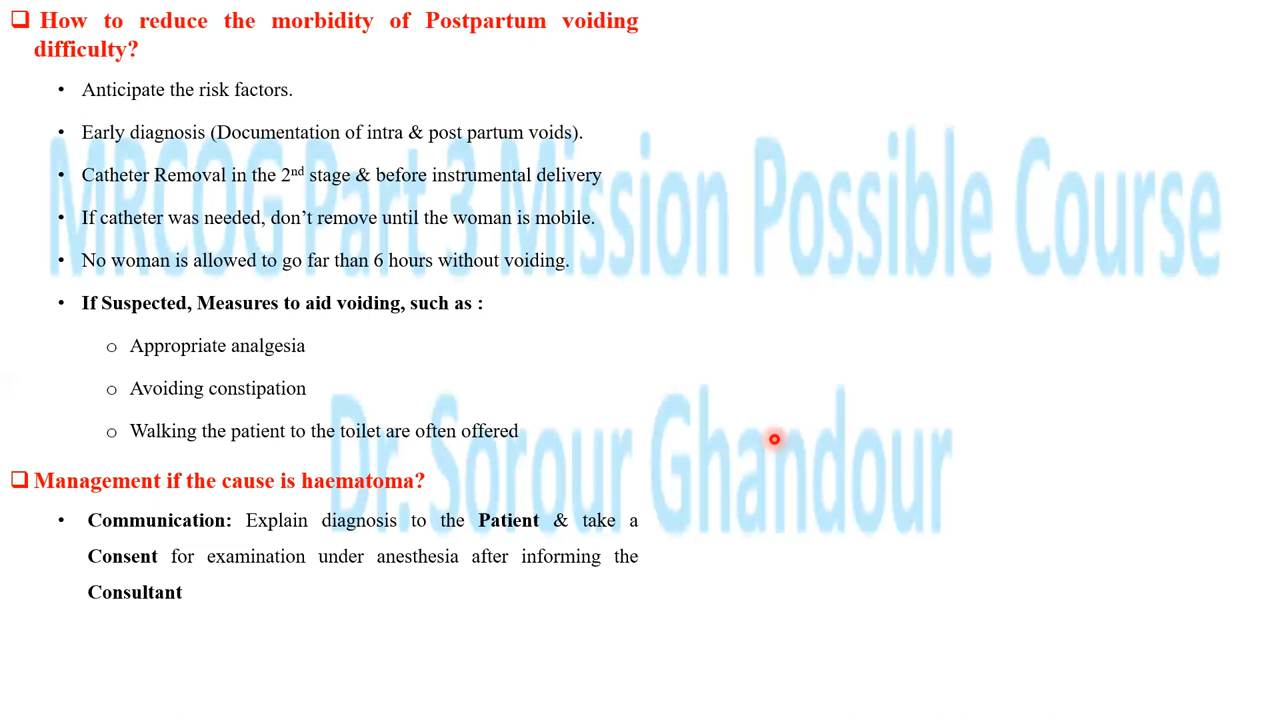 ❑ How to reduce the morbidity of Postpartum voiding
difficulty?
• Anticipate the risk factors.
• Early diagnosis (Documentation of intra & post partum voids).
• Catheter Removal in the 2nd stage & before instrumental delivery
• If catheter was needed, don’t remove until the woman is mobile.
• No woman is allowed to go far than 6 hours without voiding.
• If Suspected, Measures to aid voiding, such as :
o Appropriate analgesia
o Avoiding constipation
o Walking the patient to the toilet are often offered
❑ Management if the cause is haematoma?
• Communication: Explain diagnosis to the Patient & take a
Consent for examination under anesthesia after informing the
Consultant
MRCOG Part 3 Mission Possible Course
Dr. Sorour Ghandour